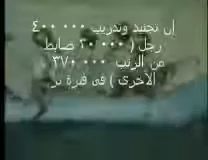 إن تجنيد وتدريب ٤٠٠٠٠٠
رجل ( ٣٠٠٠٠ ضابط
من الرتب ٣٧٠٠٠٠
الأخرى ) فى فترة